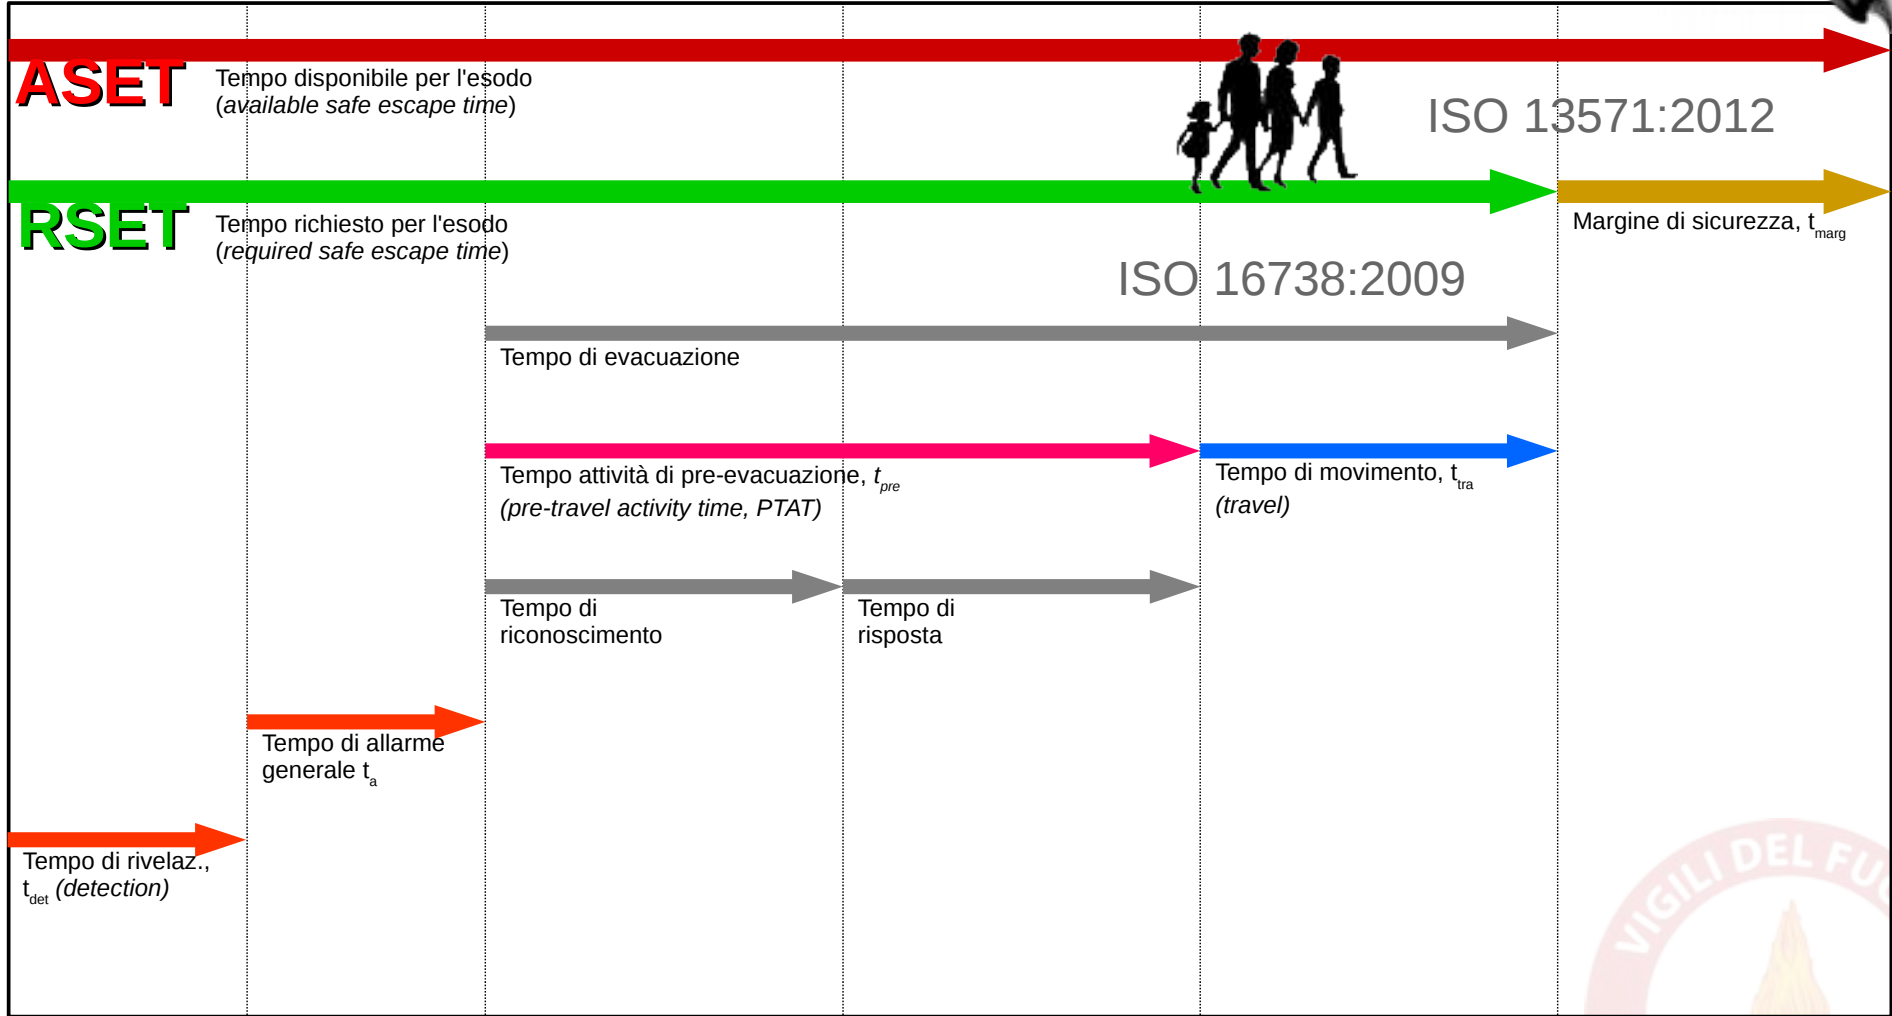 ASET
Tempo disponibile per l'esodo
(available safe escape time)
ISO 13571:2012
RSET
Tempo richiesto per l'esodo
(required safe escape time)
Margine di sicurezza, tmarg
ISO 16738:2009
Tempo di evacuazione
Tempo attività di pre-evacuazione, tpre
(pre-travel activity time, PTAT)
Tempo di movimento, ttra
(travel)
Tempo di
riconoscimento
Tempo di
risposta
Tempo di allarme
generale ta
Tempo di rivelaz.,
tdet (detection)
VIGILI DEL